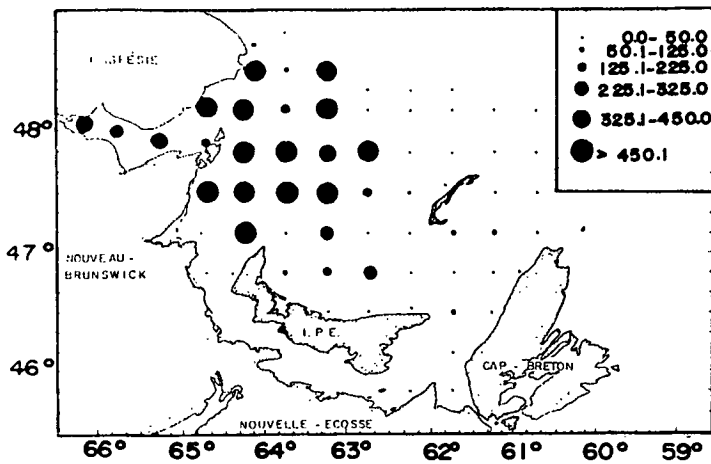 0.0-50.0
50.1-125.0
125.1-225.0
225.1-325.0
325.1-450.0
> 450.1
48°
47°
46°
NOUVEAU-
BRUNSWICK
I.P.E.
CAP BRETON
NOUVELLE-ECOSSE
66° 65° 64° 63° 62° 61° 60° 59°